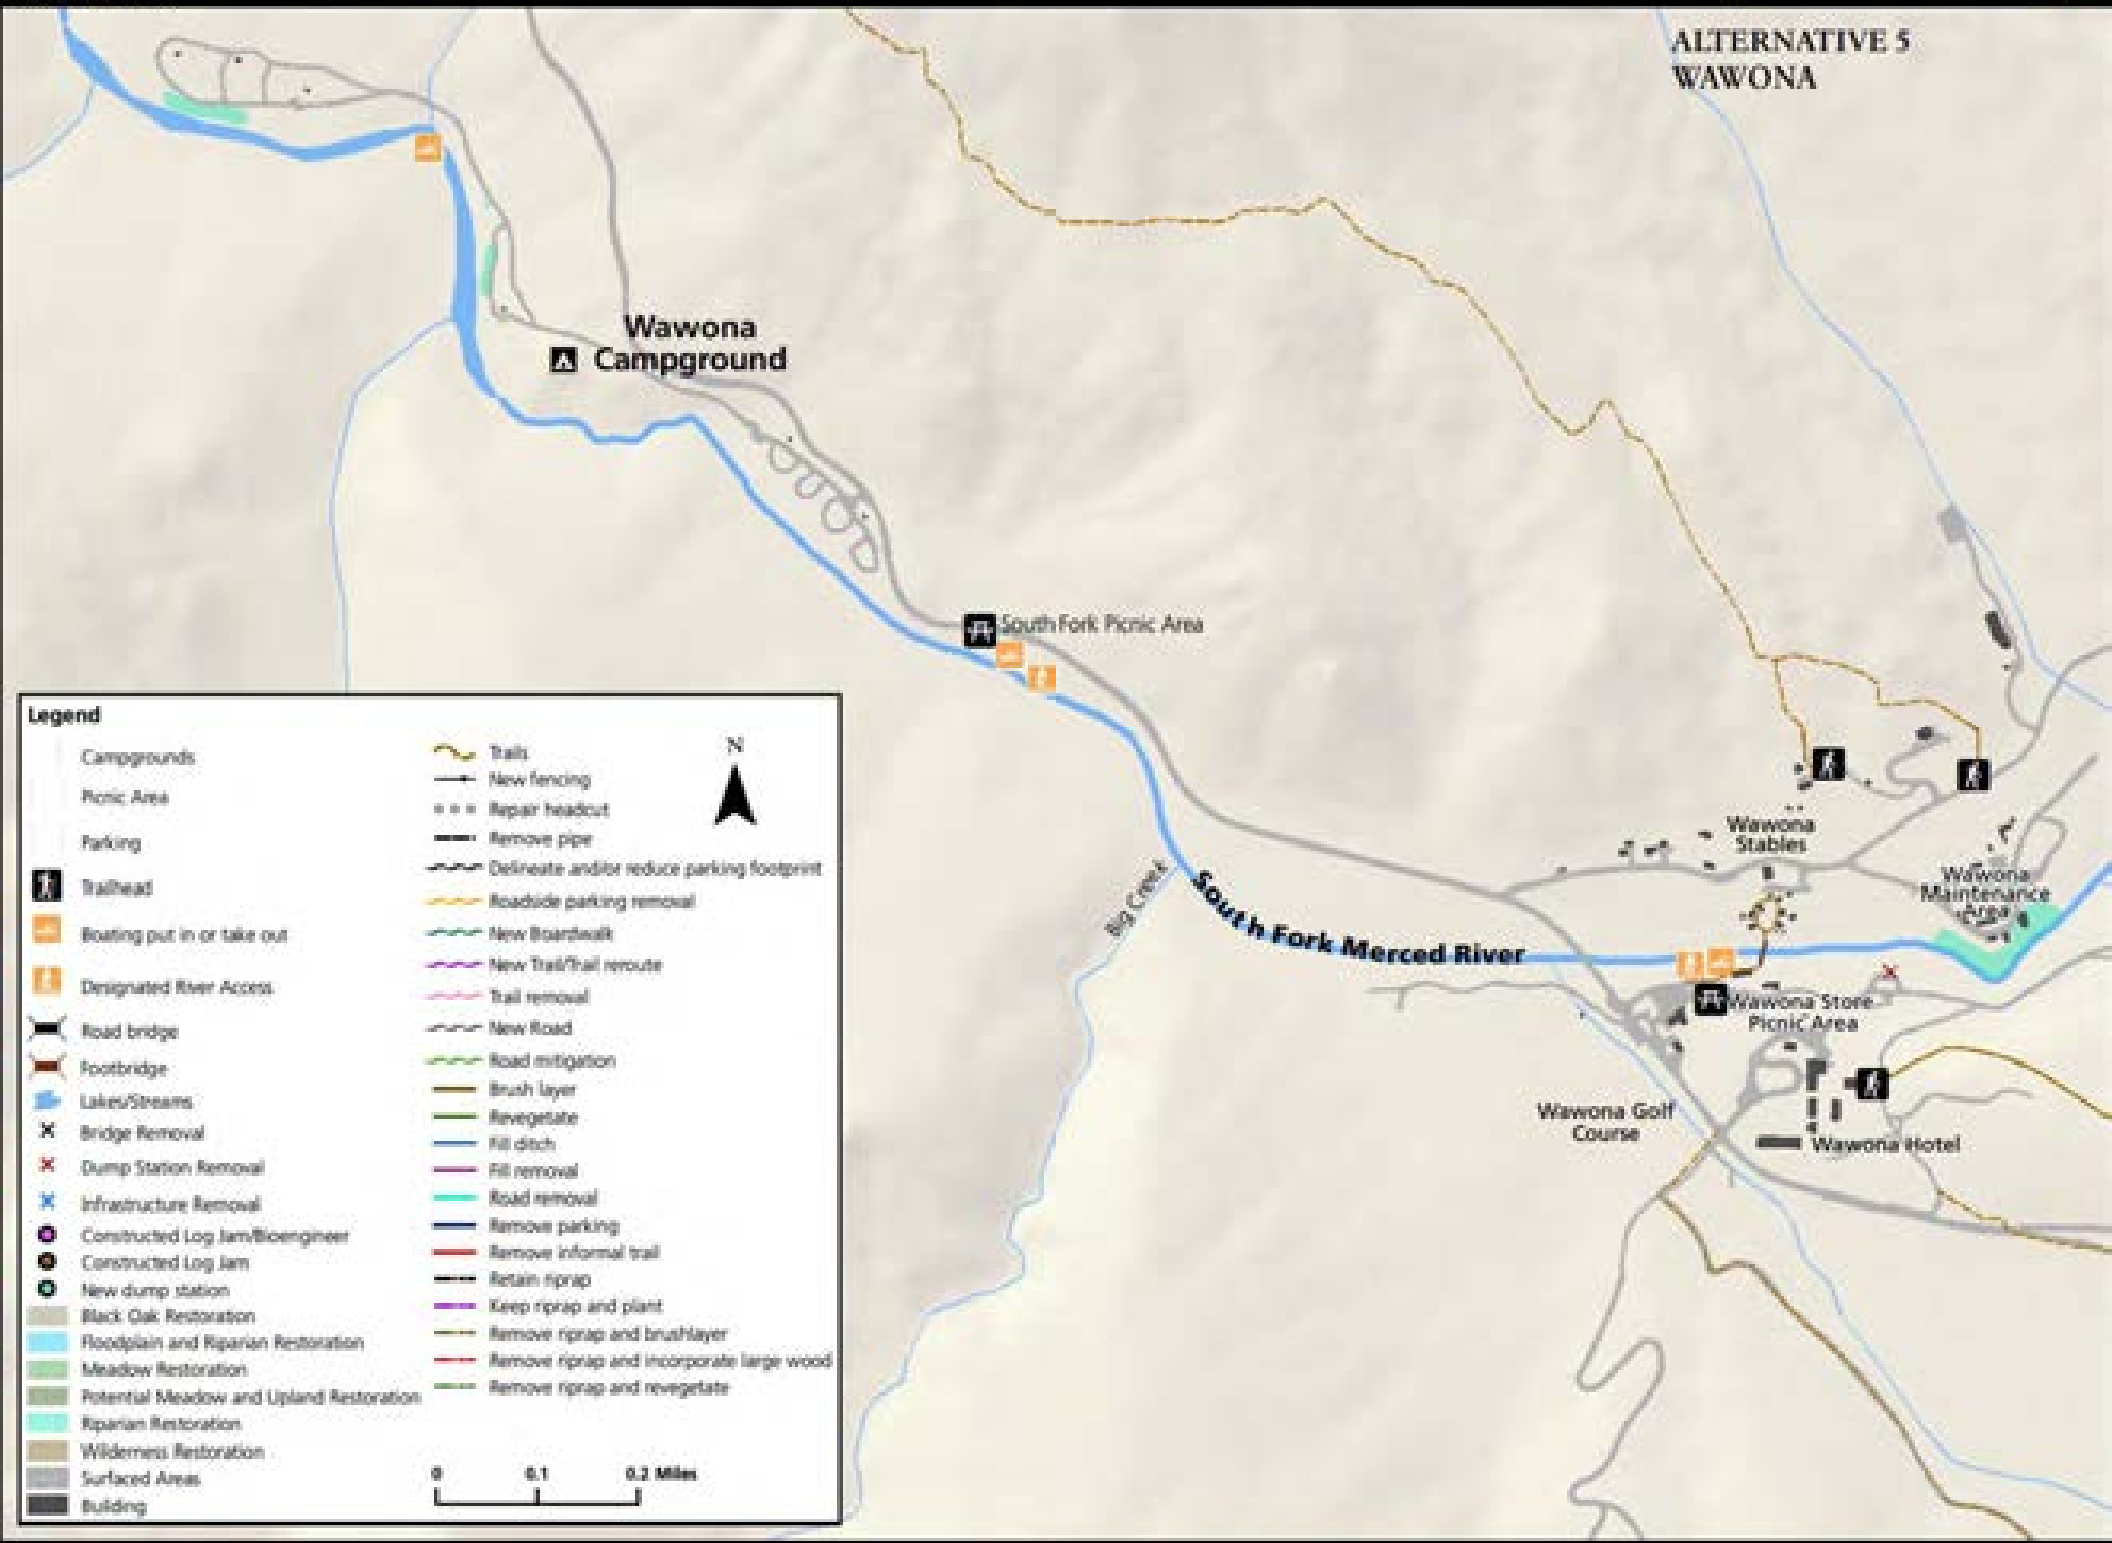 ALTERNATIVE 5
WAWONA
Wawona
Campground
South Fork Picnic Area
Wawona
Stables
Wawona
Maintenance
Area
Big Creek
South Fork Merced River
Wawona Store
Picnic Area
Wawona Golf
Course
Wawona Hotel
Legend
Campgrounds
Picnic Area
Parking
Trailhead
Boating put in or take out
Designated River Access
Road bridge
Footbridge
Lakes/Streams
Bridge Removal
Dump Station Removal
Infrastructure Removal
Constructed Log Jam/Bioengineer
Constructed Log Jam
New dump station
Black Oak Restoration
Floodplain and Riparian Restoration
Meadow Restoration
Potential Meadow and Upland Restoration
Riparian Restoration
Wilderness Restoration
Surfaced Areas
Building
Trails
New fencing
Repair headcut
Remove pipe
Delineate and/or reduce parking footprint
Roadside parking removal
New Boardwalk
New Trail/Trail reroute
Trail removal
New Road
Road mitigation
Brush layer
Revegetate
Fill ditch
Fill removal
Road removal
Remove parking
Remove informal trail
Retain riprap
Keep riprap and plant
Remove riprap and brushlayer
Remove riprap and incorporate large wood
Remove riprap and revegetate
N
0 0.1 0.2 Miles